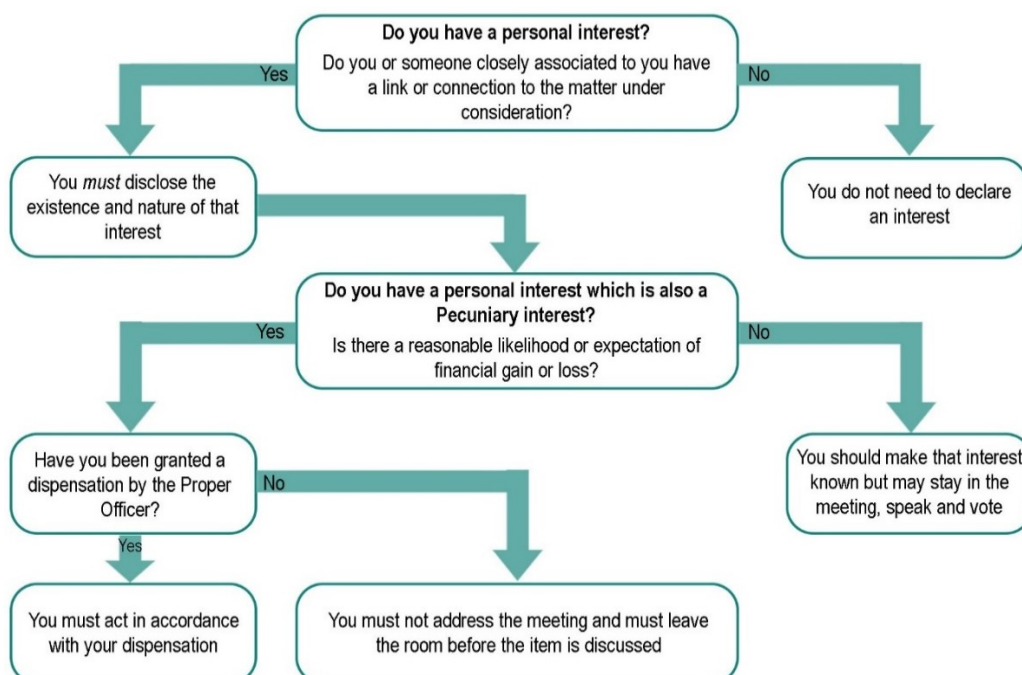 Do you have a personal interest?
Do you or someone closely associated to you have
a link or connection to the matter under
consideration?
Yes
No
You must disclose the
existence and nature of that
interest
You do not need to declare
an interest
Do you have a personal interest which is also a
Pecuniary interest?
Is there a reasonable likelihood or expectation of
financial gain or loss?
Yes
No
Have you been granted a
dispensation by the Proper
Officer?
No
You should make that interest
known but may stay in the
meeting, speak and vote
Yes
You must act in accordance
with your dispensation
You must not address the meeting and must leave
the room before the item is discussed